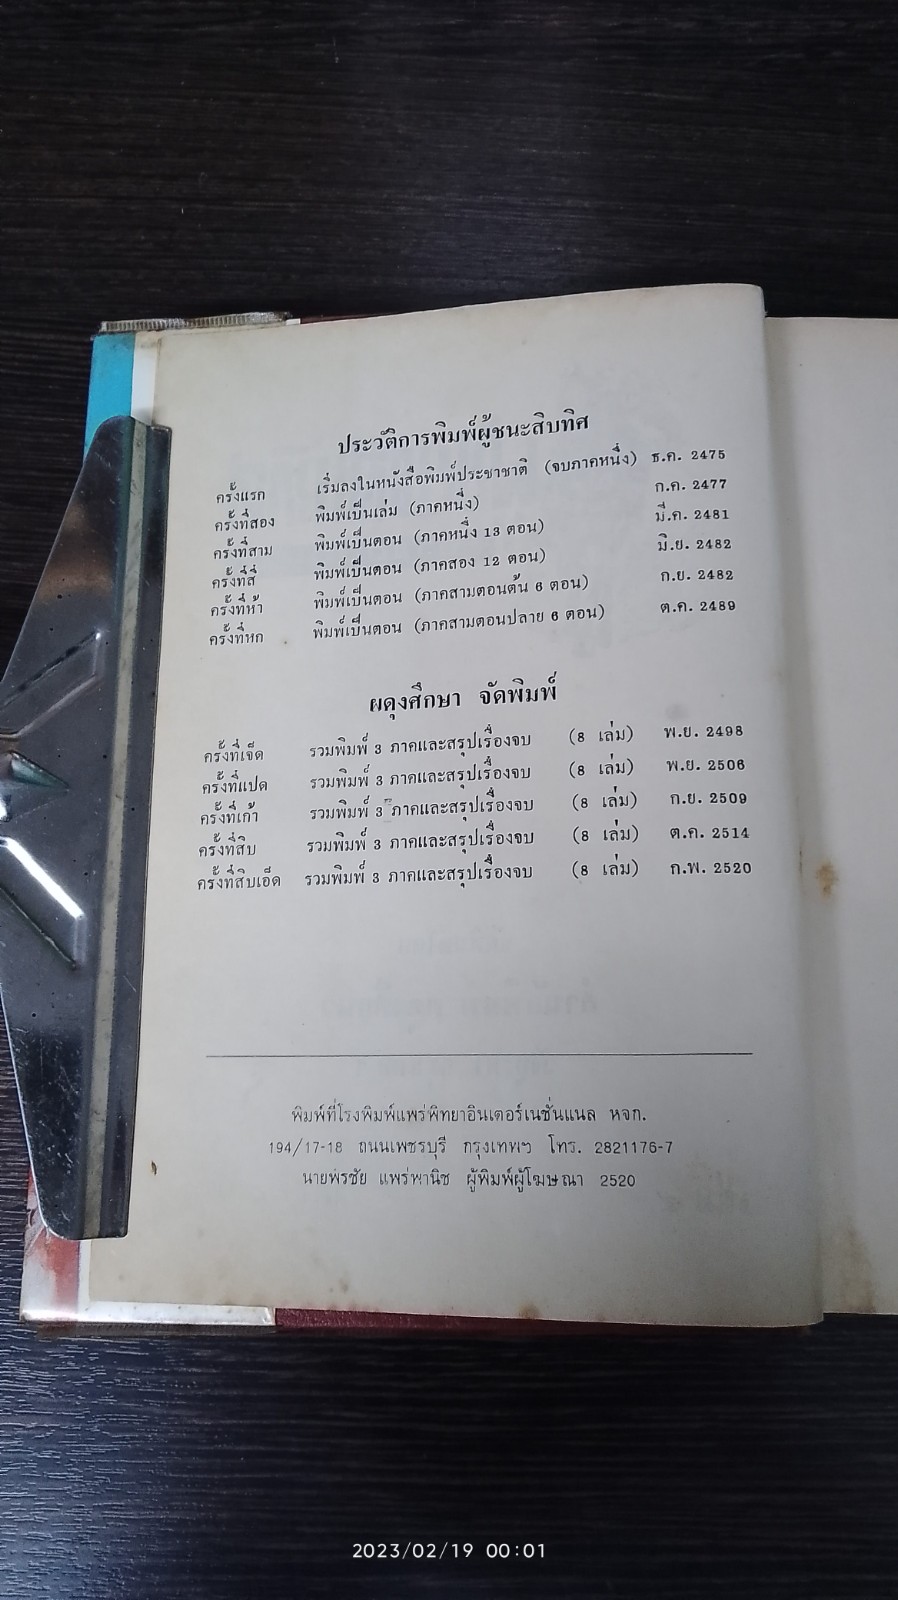 ประวัติการพิมพ์ผู้ชนะสิบทิศ
ครั้งแรก เริ่มลงในหนังสือพิมพ์ประชาชาติ (จบภาคหนึ่ง) ธ.ค. 2475
ครั้งที่สอง พิมพ์เป็นเล่ม (ภาคหนึ่ง) ก.ค. 2477
ครั้งที่สาม พิมพ์เป็นตอน (ภาคหนึ่ง 13 ตอน) มี.ค. 2481
ครั้งที่สี่ พิมพ์เป็นตอน (ภาคสอง 12 ตอน) มิ.ย. 2482
ครั้งที่ห้า พิมพ์เป็นตอน (ภาคสามตอนต้น 6 ตอน) ก.ย. 2482
ครั้งที่หก พิมพ์เป็นตอน (ภาคสามตอนปลาย 6 ตอน) ต.ค. 2489
ผดุงศึกษา จัดพิมพ์
ครั้งที่เจ็ด รวมพิมพ์ 3 ภาคและสรุปเรื่องจบ (8 เล่ม) พ.ย. 2498
ครั้งที่แปด รวมพิมพ์ 3 ภาคและสรุปเรื่องจบ (8 เล่ม) พ.ย. 2506
ครั้งที่เก้า รวมพิมพ์ 3 ภาคและสรุปเรื่องจบ (8 เล่ม) ก.ย. 2509
ครั้งที่สิบ รวมพิมพ์ 3 ภาคและสรุปเรื่องจบ (8 เล่ม) ต.ค. 2514
ครั้งที่สิบเอ็ด รวมพิมพ์ 3 ภาคและสรุปเรื่องจบ (8 เล่ม) ก.พ. 2520
พิมพ์ที่โรงพิมพ์แพร่พิทยาอินเตอร์เนชั่นแนล หจก.
194/17-18 ถนนเพชรบุรี กรุงเทพฯ โทร. 2821176-7
นายพรชัย แพร่พานิช ผู้พิมพ์ผู้โฆษณา 2520
2023/02/19 00:01